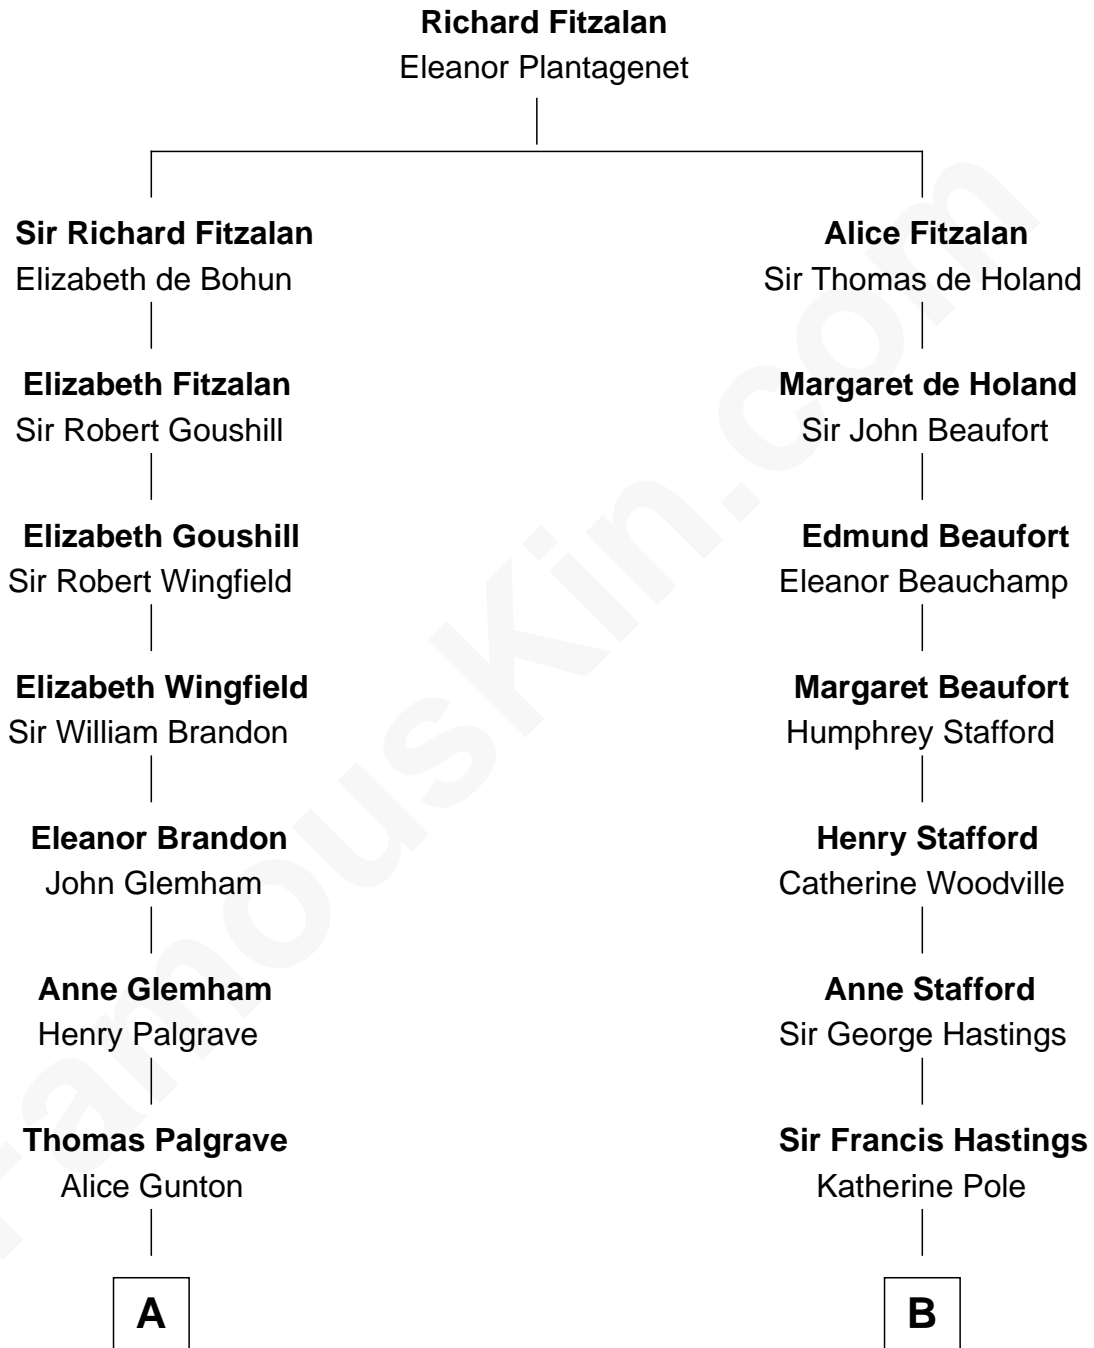 Richard Fitzalan
Eleanor Plantagenet
Sir Richard Fitzalan
Elizabeth de Bohun
Alice Fitzalan
Sir Thomas de Holand
Elizabeth Fitzalan
Sir Robert Goushill
Margaret de Holand
Sir John Beaufort
Elizabeth Goushill
Sir Robert Wingfield
Edmund Beaufort
Eleanor Beauchamp
Elizabeth Wingfield
Sir William Brandon
Margaret Beaufort
Humphrey Stafford
Eleanor Brandon
John Glemham
Henry Stafford
Catherine Woodville
Anne Glemham
Henry Palgrave
Anne Stafford
Sir George Hastings
Thomas Palgrave
Alice Gunton
Sir Francis Hastings
Katherine Pole
A
B
FamousKin.com